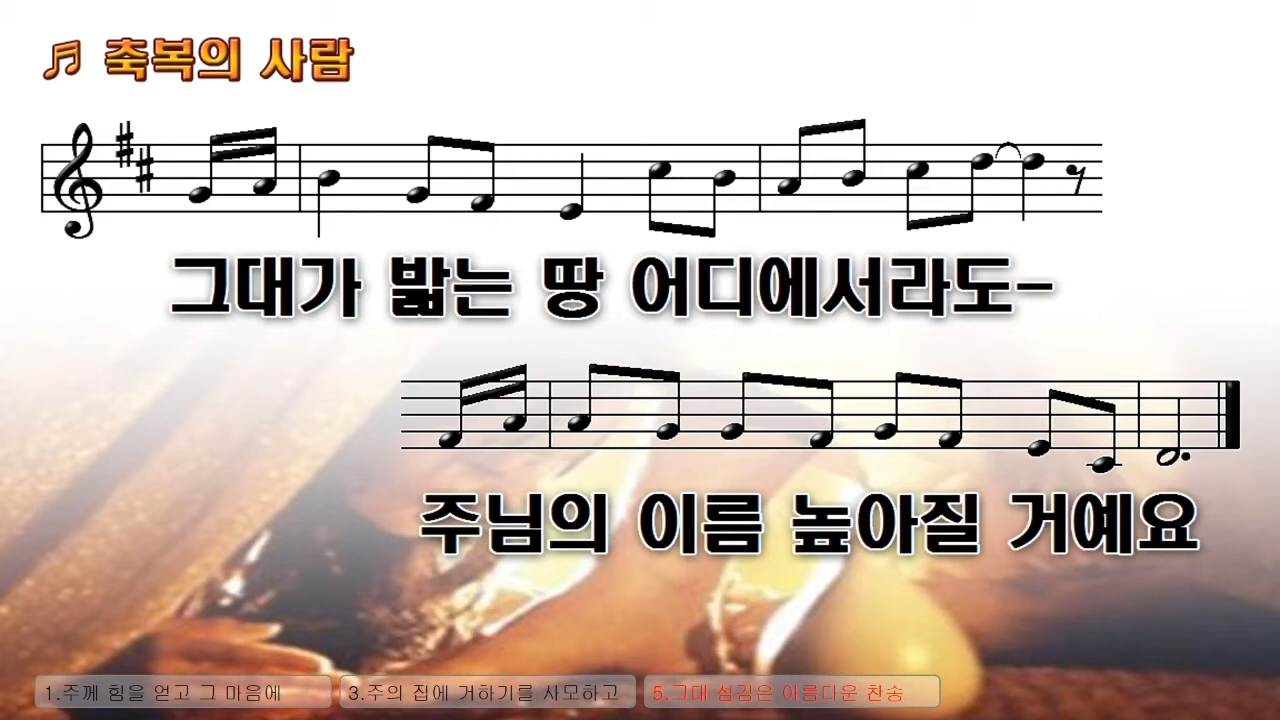 ♬ 축복의 사람
그대가 밟는 땅 어디에서라도-
주님의 이름 높아질 거예요
1.주께 힘을 얻고 그 마음에
3.주의 집에 거하기를 사모하고
5.그대 섬김은 아름다운 찬송